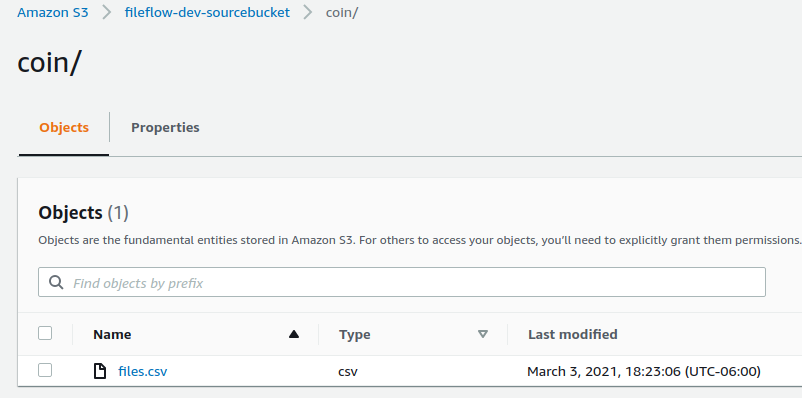 Amazon S3 > fileflow-dev-sourcebucket > coin/
coin/
Objects Properties
Objects (1)
Objects are the fundamental entities stored in Amazon S3. For others to access your objects, you'll need to explicitly grant them permissions.
Find objects by prefix
Name Type Last modified
files.csv csv March 3, 2021, 18:23:06 (UTC-06:00)